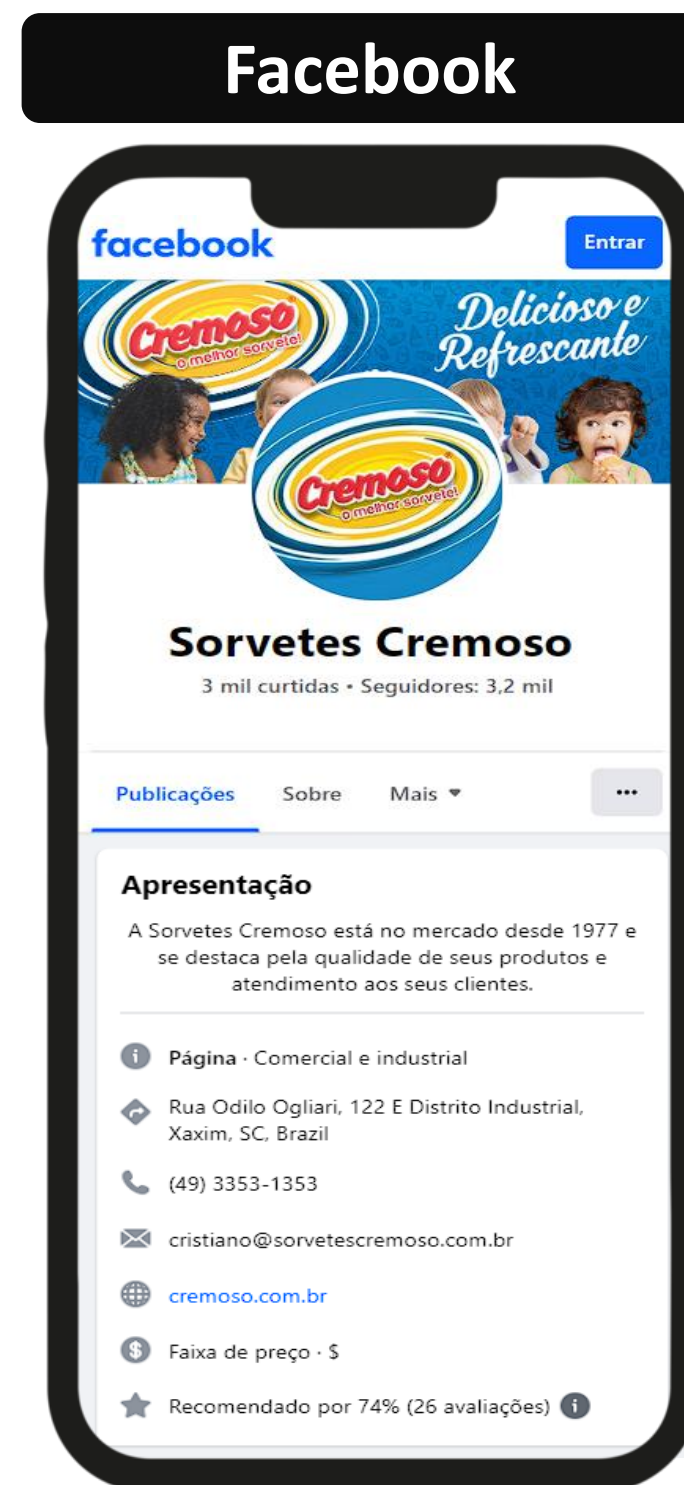 Facebook
facebook
Entrar
Cremoso
o melhor sorvete!
Delicioso e
Refrescante
Cremoso
o melhor sorvete!
Sorvetes Cremoso
3 mil curtidas • Seguidores: 3,2 mil
Publicações Sobre Mais
Apresentação
A Sorvetes Cremoso está no mercado desde 1977 e
se destaca pela qualidade de seus produtos e
atendimento aos seus clientes.
Página · Comercial e industrial
Rua Odilo Ogliari, 122 E Distrito Industrial,
Xaxim, SC, Brazil
(49) 3353-1353
cristiano@sorvetescremoso.com.br
cremoso.com.br
Faixa de preço · $
Recomendado por 74% (26 avaliações)